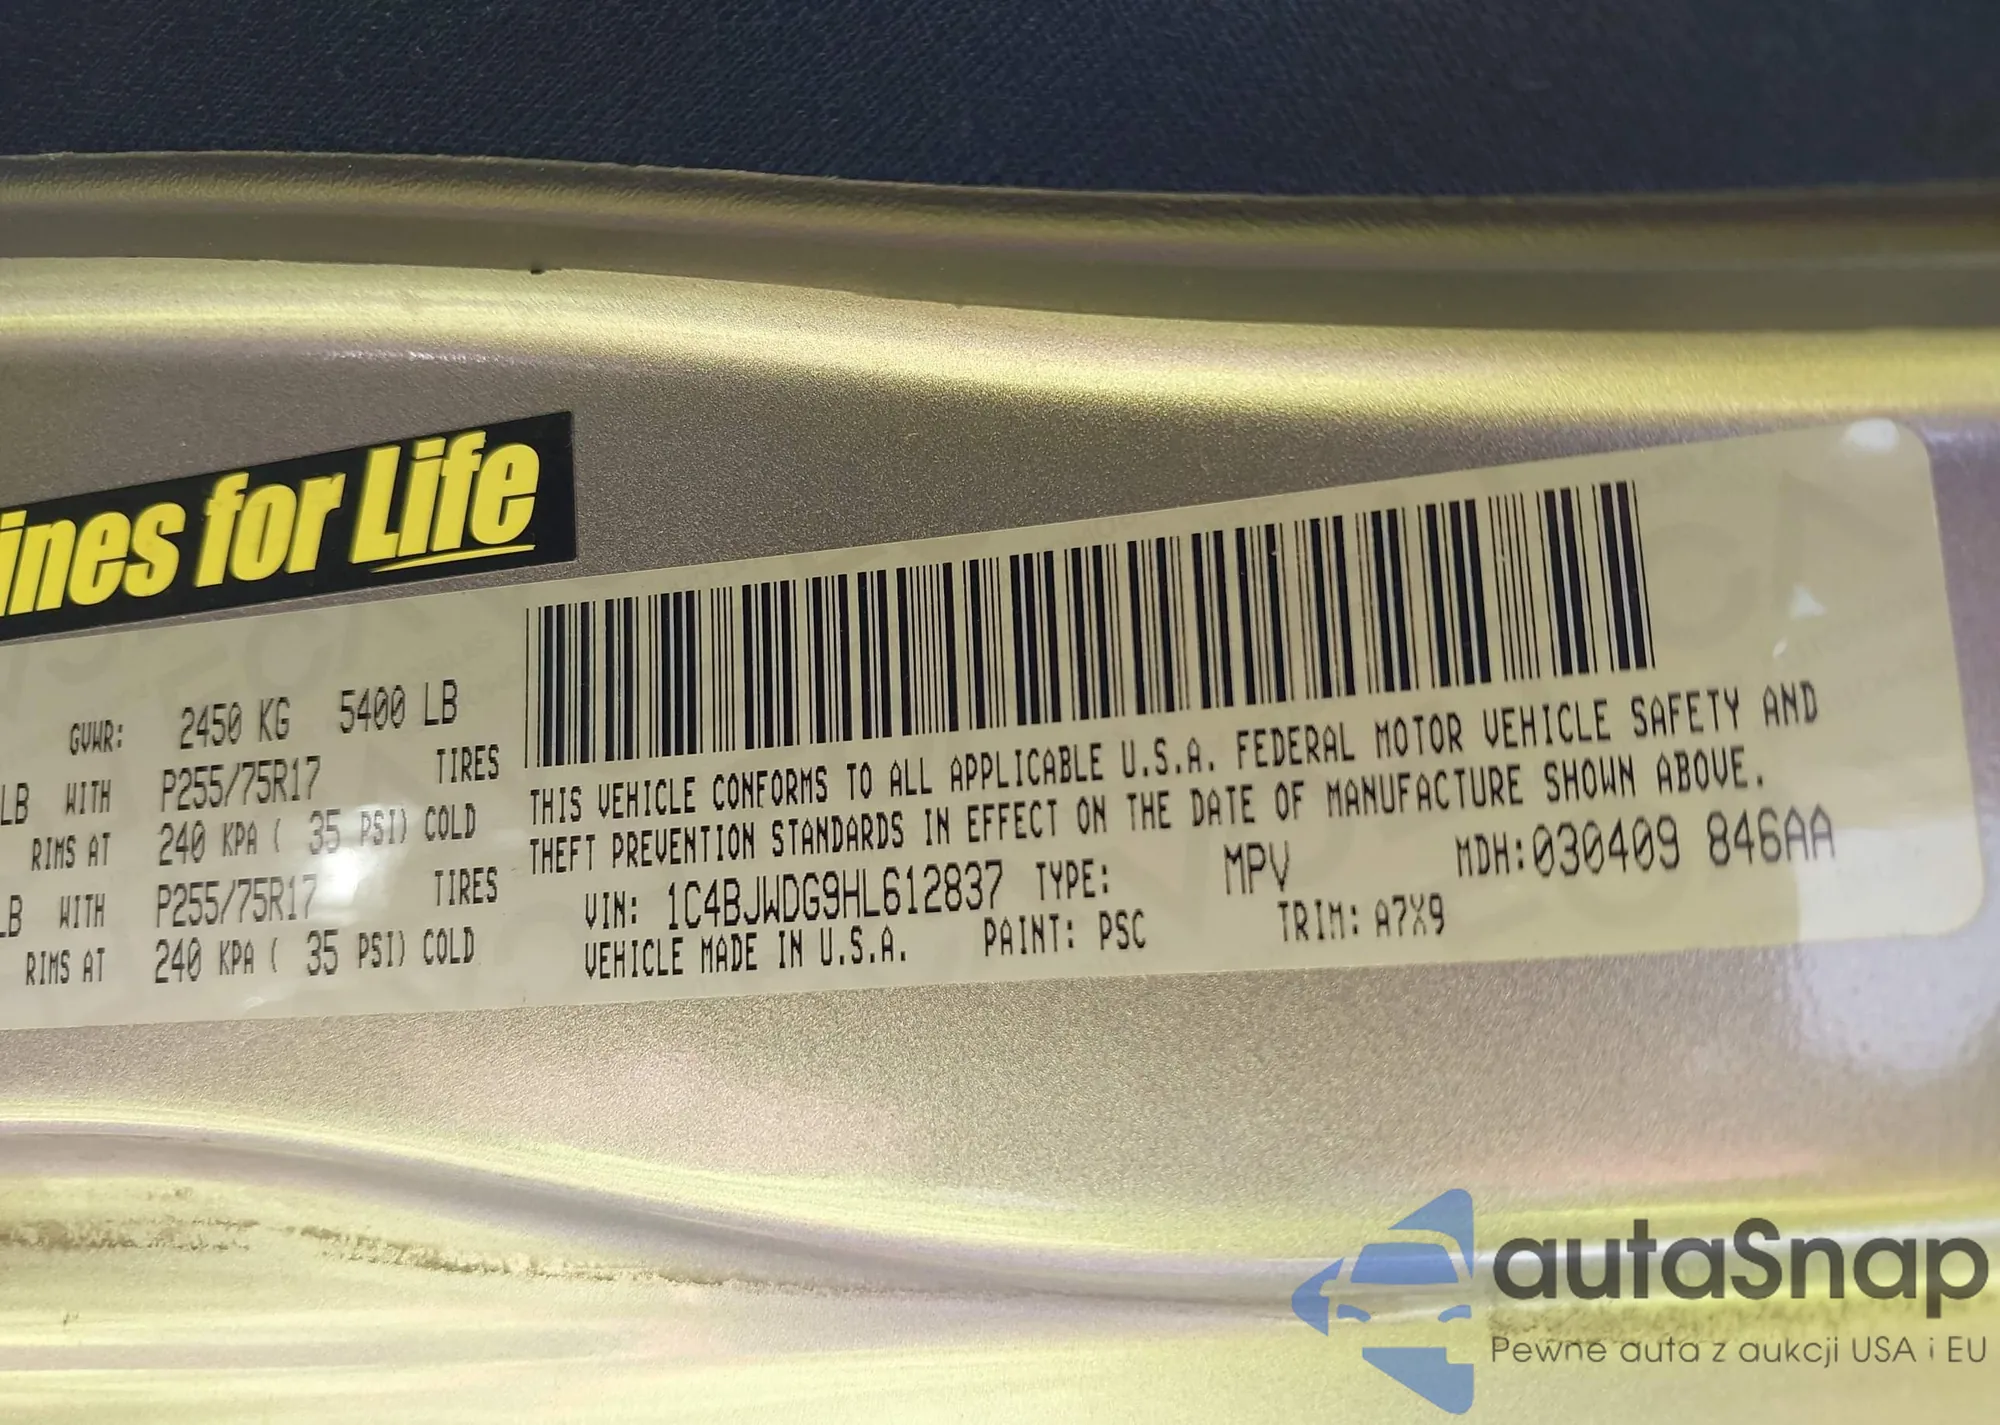 ines for Life
GVWR: 2450 KG 5400 LB
LB WITH P255/75R17 TIRES
RIMS AT 240 KPA ( 35 PSI) COLD
LB WITH P255/75R17 TIRES
RIMS AT 240 KPA ( 35 PSI) COLD
THIS VEHICLE CONFORMS TO ALL APPLICABLE U.S.A. FEDERAL MOTOR VEHICLE SAFETY AND
THEFT PREVENTION STANDARDS IN EFFECT ON THE DATE OF MANUFACTURE SHOWN ABOVE.
VIN: 1C4BJWDG9HL612837 TYPE: MPV MDH:030409 846AA
VEHICLE MADE IN U.S.A. PAINT: PSC TRIM: A7X9
autaSnap
Pewne auta z aukcji USA i EU